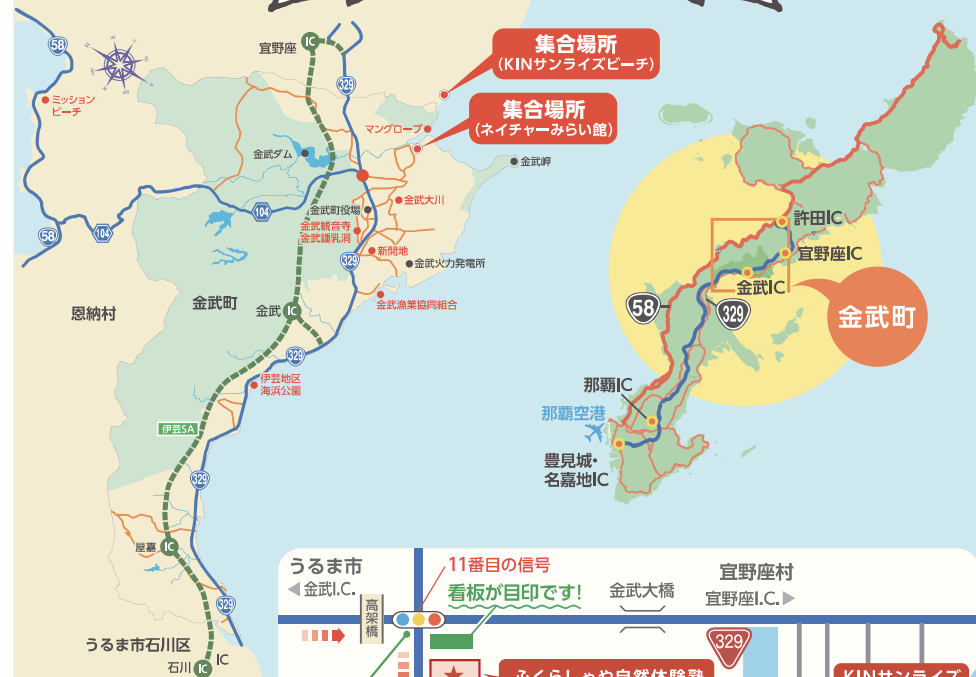 58
宜野座
IC
329
集合場所
(KINサンライズビーチ)
ミッション
ビーチ
集合場所
(ネイチャーみらい館)
マングローブ
金武ダム
金武岬
104
金武町役場
金武大川
金武観音寺
金武鍾乳洞
新開地
58
104
329
金武火力発電所
金武漁業協同組合
恩納村
金武町
金武
IC
329
伊芸地区
海浜公園
伊芸SA
329
屋嘉
IC
329
うるま市石川区
石川
IC
IC
許田IC
宜野座IC
金武IC
58
329
金武町
那覇IC
那覇空港
豊見城・
名嘉地IC
うるま市
金武I.C.
高架橋
11番目の信号
看板が目印です!
金武大橋
宜野座村
宜野座I.C.
329
ふくらしゃや自然体験塾
KINサンライズ